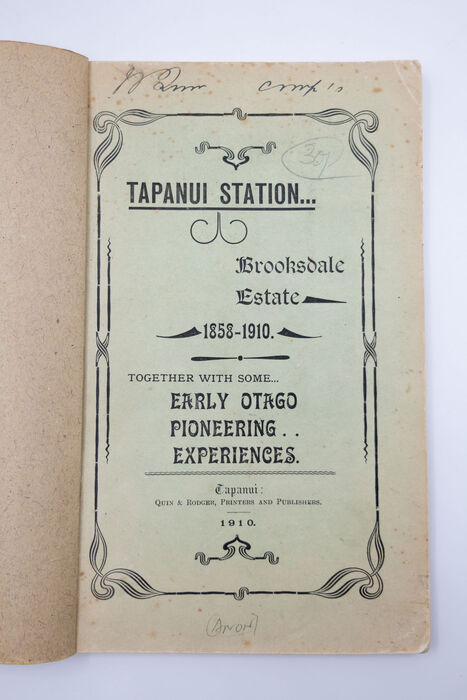 TAPANUI STATION...
Brooksdale
Estate
1858-1910.
TOGETHER WITH SOME...
EARLY OTAGO
PIONEERING . .
EXPERIENCES.
Tapanui:
QUIN & RODGER, PRINTERS AND PUBLISHERS.
1910.
(ANON)